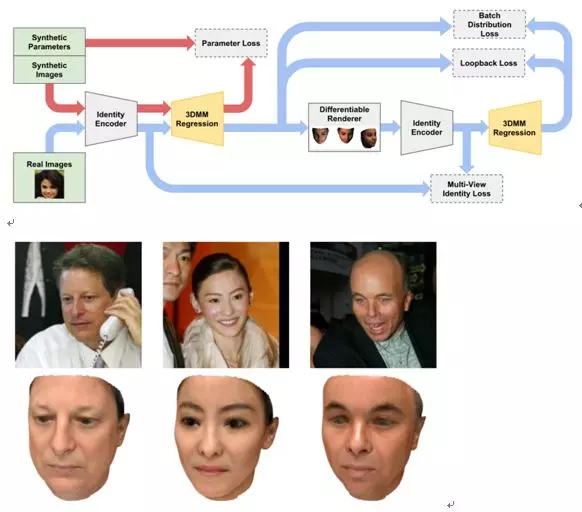 Synthetic
Parameters
Synthetic
Images
Parameter Loss
Batch
Distribution
Loss
Loopback Loss
Identity
Encoder
3DMM
Regression
Differentiable
Renderer
Identity
Encoder
3DMM
Regression
Real Images
Multi-View
Identity Loss